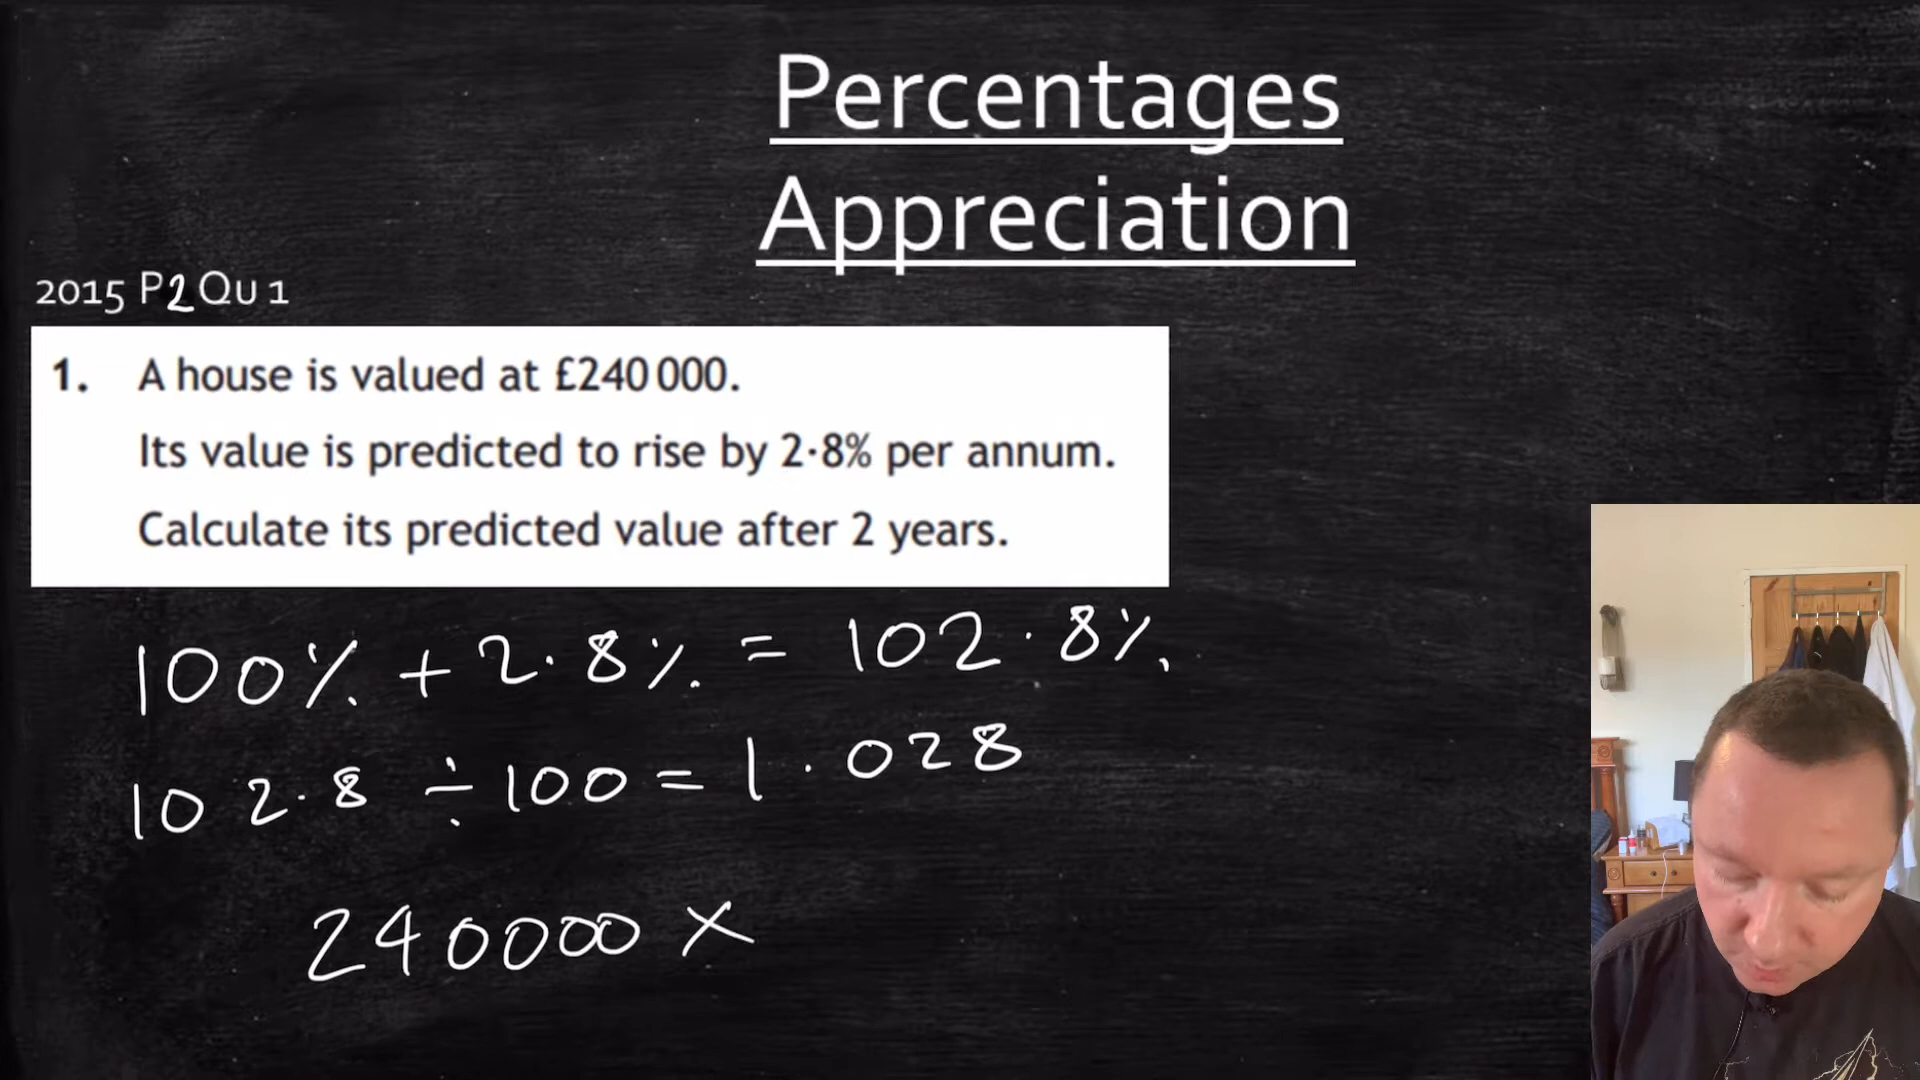 Percentages
Appreciation
2015 P2 Qu 1
1. A house is valued at £240 000.
Its value is predicted to rise by 2·8% per annum.
Calculate its predicted value after 2 years.
100% + 2·8% = 102·8%
102·8 ÷ 100 = 1·028
240000 ×